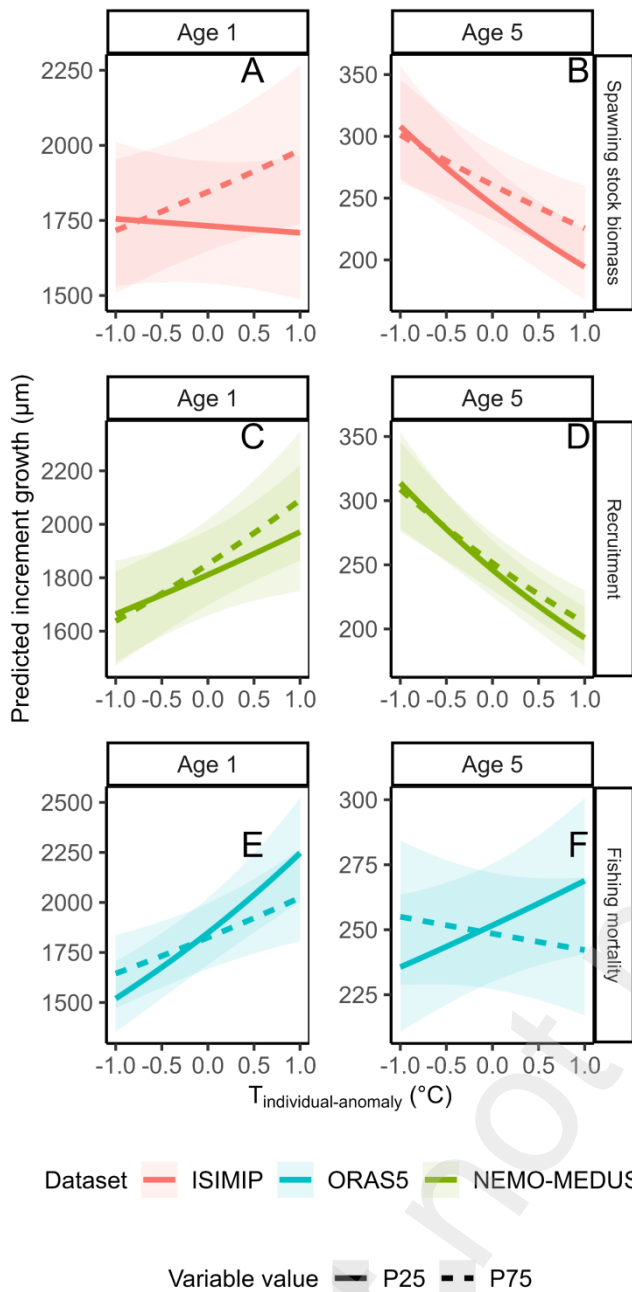 Age 1 Age 5
A B
2250 2000 1750 1500
350 300 250 200
-1.0 -0.5 0.0 0.5 1.0 -1.0 -0.5 0.0 0.5 1.0
Spawning stock biomass
Age 1 Age 5
C D
2200 2000 1800 1600
350 300 250 200
-1.0 -0.5 0.0 0.5 1.0 -1.0 -0.5 0.0 0.5 1.0
Recruitment
Predicted increment growth (µm)
Age 1 Age 5
E F
2500 2250 2000 1750 1500
300 275 250 225
-1.0 -0.5 0.0 0.5 1.0 -1.0 -0.5 0.0 0.5 1.0
Fishing mortality
Tindividual-anomaly (°C)
Dataset ISIMIP ORAS5 NEMO-MEDUS
Variable value P25 P75